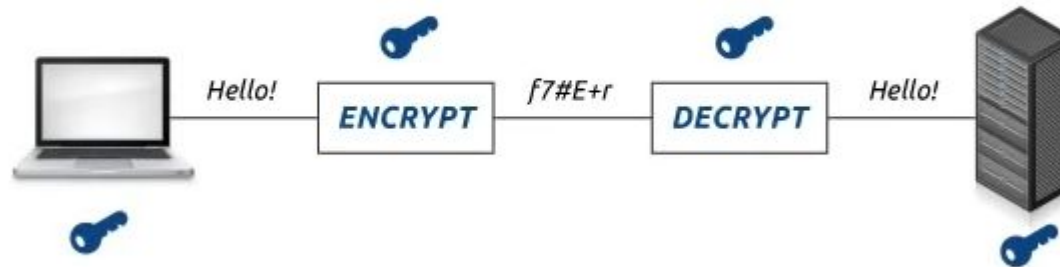 Hello!
ENCRYPT
f7#E+r
DECRYPT
Hello!